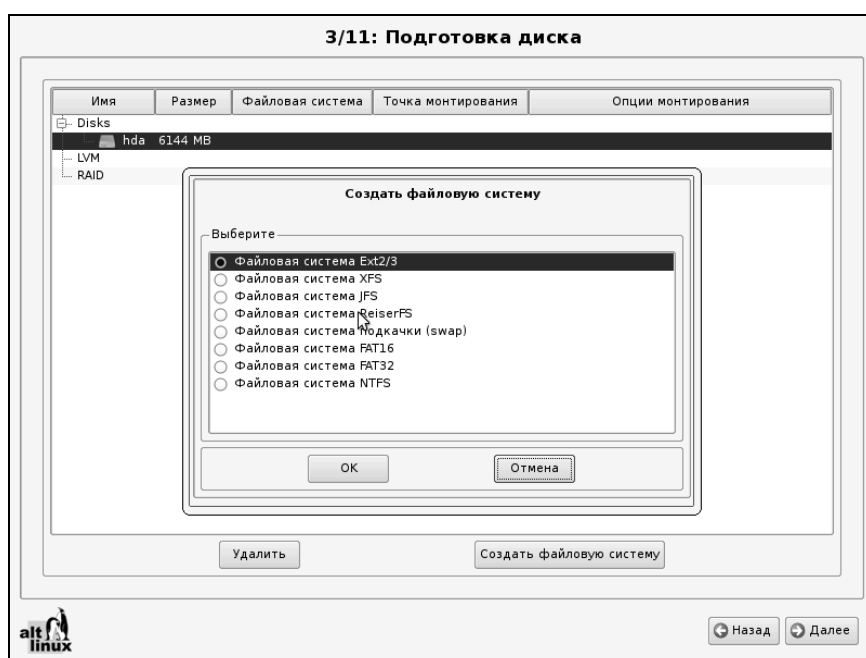 3/11: Подготовка диска
Имя Размер Файловая система Точка монтирования Опции монтирования
Disks
hda 6144 MB
LVM
RAID
Создать файловую систему
Выберите
Файловая система Ext2/3
Файловая система XFS
Файловая система JFS
Файловая система ReiserFS
Файловая система подкачки (swap)
Файловая система FAT16
Файловая система FAT32
Файловая система NTFS
OK Отмена
Удалить Создать файловую систему
alt linux
Назад Далее